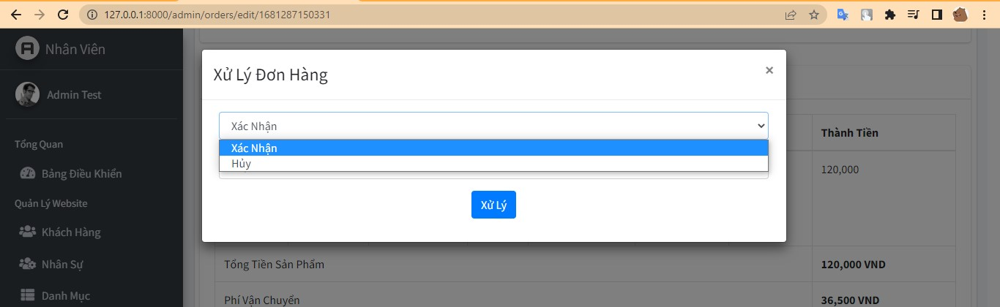 127.0.0.1:8000/admin/orders/edit/1681287150331
Nhân Viên
Admin Test
Tổng Quan
Bảng Điều Khiển
Quản Lý Website
Khách Hàng
Nhân Sự
Danh Mục
Xử Lý Đơn Hàng
×
Xác Nhận
Xác Nhận
Hủy
Xử Lý
Thành Tiền
120,000
Tổng Tiền Sản Phẩm 120,000 VND
Phí Vận Chuyển 36,500 VND